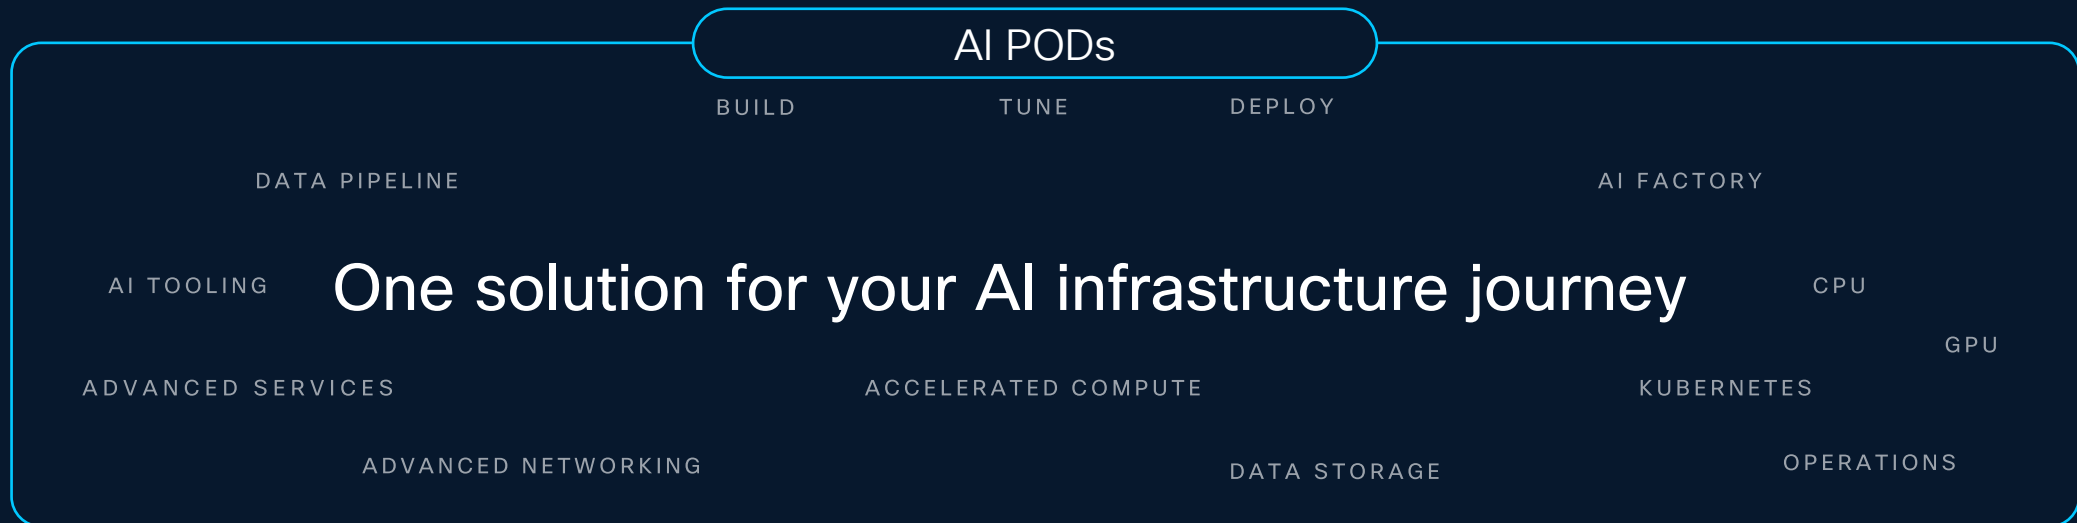 AI PODs
BUILD TUNE DEPLOY
DATA PIPELINE AI FACTORY
AI TOOLING One solution for your AI infrastructure journey CPU
GPU
ADVANCED SERVICES ACCELERATED COMPUTE KUBERNETES
ADVANCED NETWORKING DATA STORAGE OPERATIONS